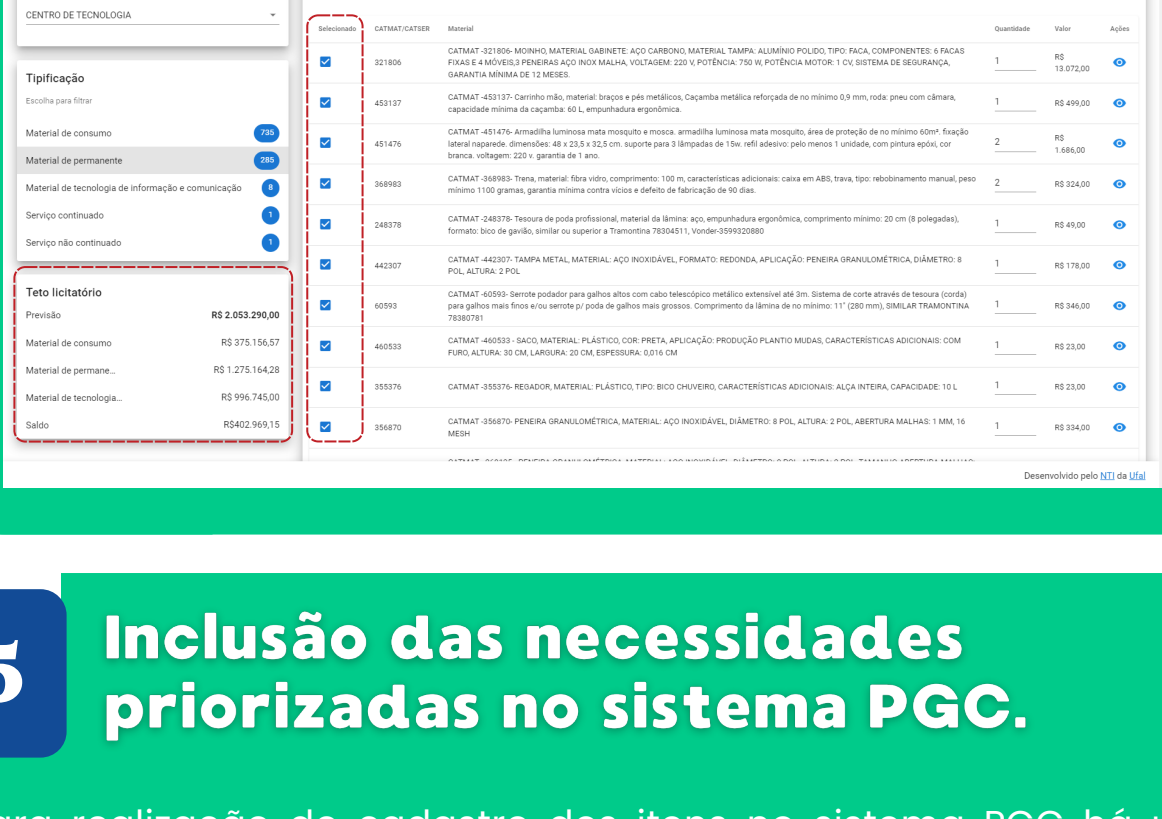 CENTRO DE TECNOLOGIA
Tipificação
Escolha para filtrar
Material de consumo 735
Material de permanente 285
Material de tecnologia de informação e comunicação 8
Serviço continuado 1
Serviço não continuado 1
Teto licitatório
Previsão R$ 2.053.290,00
Material de consumo R$ 375.156,57
Material de permane... R$ 1.275.164,28
Material de tecnologia... R$ 996.745,00
Saldo R$402.969,15
Selecionado CATMAT/CATSER Material Quantidade Valor Ações
321806 CATMAT -321806- MOINHO, MATERIAL GABINETE: AÇO CARBONO, MATERIAL TAMPA: ALUMÍNIO POLIDO, TIPO: FACA, COMPONENTES: 6 FACAS
FIXAS E 4 MÓVEIS,3 PENEIRAS AÇO INOX MALHA, VOLTAGEM: 220 V, POTÊNCIA: 750 W, POTÊNCIA MOTOR: 1 CV, SISTEMA DE SEGURANÇA,
GARANTIA MÍNIMA DE 12 MESES.
1 R$
13.072,00
453137 CATMAT -453137- Carrinho mão, material: braços e pés metálicos, Caçamba metálica reforçada de no mínimo 0,9 mm, roda: pneu com câmara,
capacidade mínima da caçamba: 60 L, empunhadura ergonômica.
1 R$ 499,00
451476 CATMAT -451476- Armadilha luminosa mata mosquito e mosca. armadilha luminosa mata mosquito, área de proteção de no mínimo 60m². fixação
lateral naparede. dimensões: 48 x 23,5 x 32,5 cm. suporte para 3 lâmpadas de 15w. refil adesivo: pelo menos 1 unidade, com pintura epóxi, cor
branca. voltagem: 220 v. garantia de 1 ano.
2 R$
1.686,00
368983 CATMAT -368983- Trena, material: fibra vidro, comprimento: 100 m, características adicionais: caixa em ABS, trava, tipo: rebobinamento manual, peso
mínimo 1100 gramas, garantia mínima contra vícios e defeito de fabricação de 90 dias.
2 R$ 324,00
248378 CATMAT -248378- Tesoura de poda profissional, material da lâmina: aço, empunhadura ergonômica, comprimento mínimo: 20 cm (8 polegadas),
formato: bico de gavião, similar ou superior a Tramontina 78304511, Vonder-3599320880
1 R$ 49,00
442307 CATMAT -442307- TAMPA METAL, MATERIAL: AÇO INOXIDÁVEL, FORMATO: REDONDA, APLICAÇÃO: PENEIRA GRANULOMÉTRICA, DIÂMETRO: 8
POL, ALTURA: 2 POL
1 R$ 178,00
60593 CATMAT -60593- Serrote podador para galhos altos com cabo telescópico metálico extensível até 3m. Sistema de corte através de tesoura (corda)
para galhos mais finos e/ou serrote p/ poda de galhos mais grossos. Comprimento da lâmina de no mínimo: 11" (280 mm), SIMILAR TRAMONTINA
78380781
1 R$ 346,00
460533 CATMAT -460533 - SACO, MATERIAL: PLÁSTICO, COR: PRETA, APLICAÇÃO: PRODUÇÃO PLANTIO MUDAS, CARACTERÍSTICAS ADICIONAIS: COM
FURO, ALTURA: 30 CM, LARGURA: 20 CM, ESPESSURA: 0,016 CM
1 R$ 23,00
355376 CATMAT -355376- REGADOR, MATERIAL: PLÁSTICO, TIPO: BICO CHUVEIRO, CARACTERÍSTICAS ADICIONAIS: ALÇA INTEIRA, CAPACIDADE: 10 L 1 R$ 23,00
356870 CATMAT -356870- PENEIRA GRANULOMÉTRICA, MATERIAL: AÇO INOXIDÁVEL, DIÂMETRO: 8 POL, ALTURA: 2 POL, ABERTURA MALHAS: 1 MM, 16
MESH
1 R$ 334,00
Desenvolvido pelo NTI da Ufal
5
Inclusão das necessidades
priorizadas no sistema PGC.
realização do cadastro dos itens no sistema PGC há